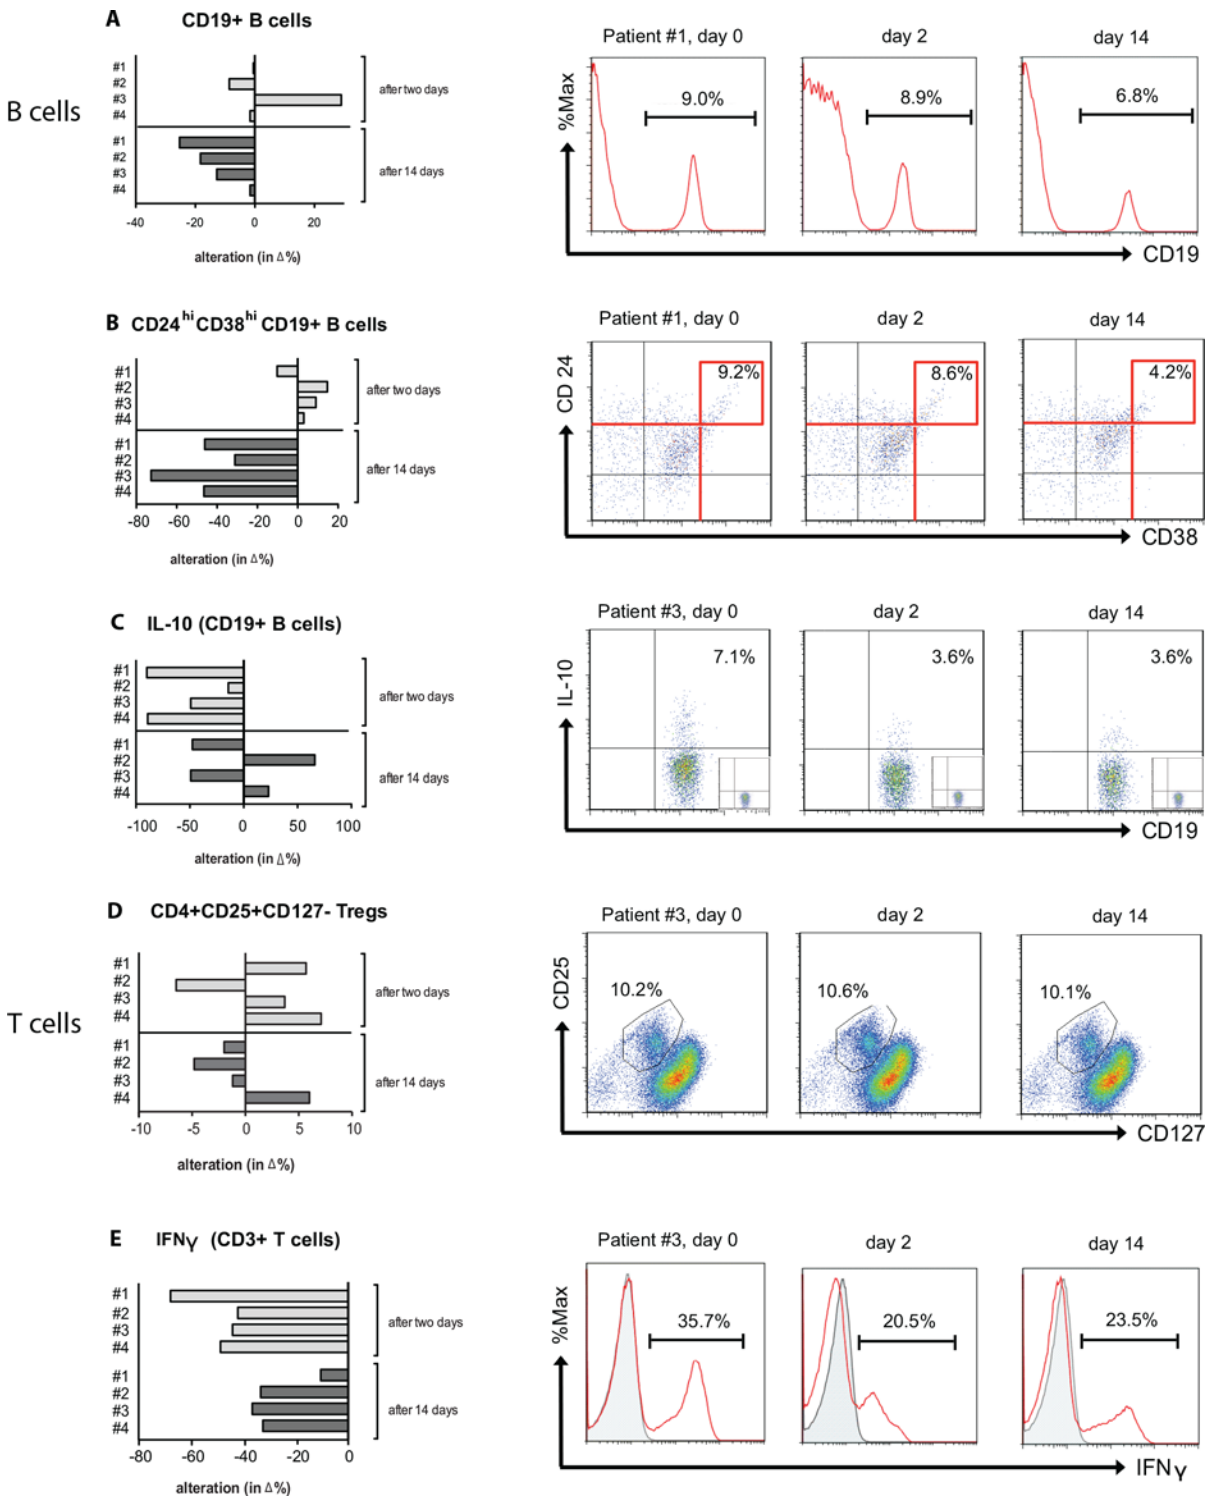 A
CD19+ B cells
B cells
#1
#2
#3
#4
after two days
#1
#2
#3
#4
after 14 days
-40 -20 0 20
alteration (in Δ%)
Patient #1, day 0
day 2
day 14
%Max
9.0%
8.9%
6.8%
CD19
B CD24hiCD38hi CD19+ B cells
#1
#2
#3
#4
after two days
#1
#2
#3
#4
after 14 days
-80 -60 -40 -20 0 20
alteration (in Δ%)
Patient #1, day 0
day 2
day 14
CD 24
9.2%
8.6%
4.2%
CD38
C IL-10 (CD19+ B cells)
#1
#2
#3
#4
after two days
#1
#2
#3
#4
after 14 days
-100 -50 0 50 100
alteration (in Δ%)
Patient #3, day 0
day 2
day 14
IL-10
7.1%
3.6%
3.6%
CD19
D CD4+CD25+CD127- Tregs
T cells
#1
#2
#3
#4
after two days
#1
#2
#3
#4
after 14 days
-10 -5 0 5 10
alteration (in Δ%)
Patient #3, day 0
day 2
day 14
CD25
10.2%
10.6%
10.1%
CD127
E IFNγ (CD3+ T cells)
#1
#2
#3
#4
after two days
#1
#2
#3
#4
after 14 days
-80 -60 -40 -20 0
alteration (in Δ%)
Patient #3, day 0
day 2
day 14
%Max
35.7%
20.5%
23.5%
IFNγ